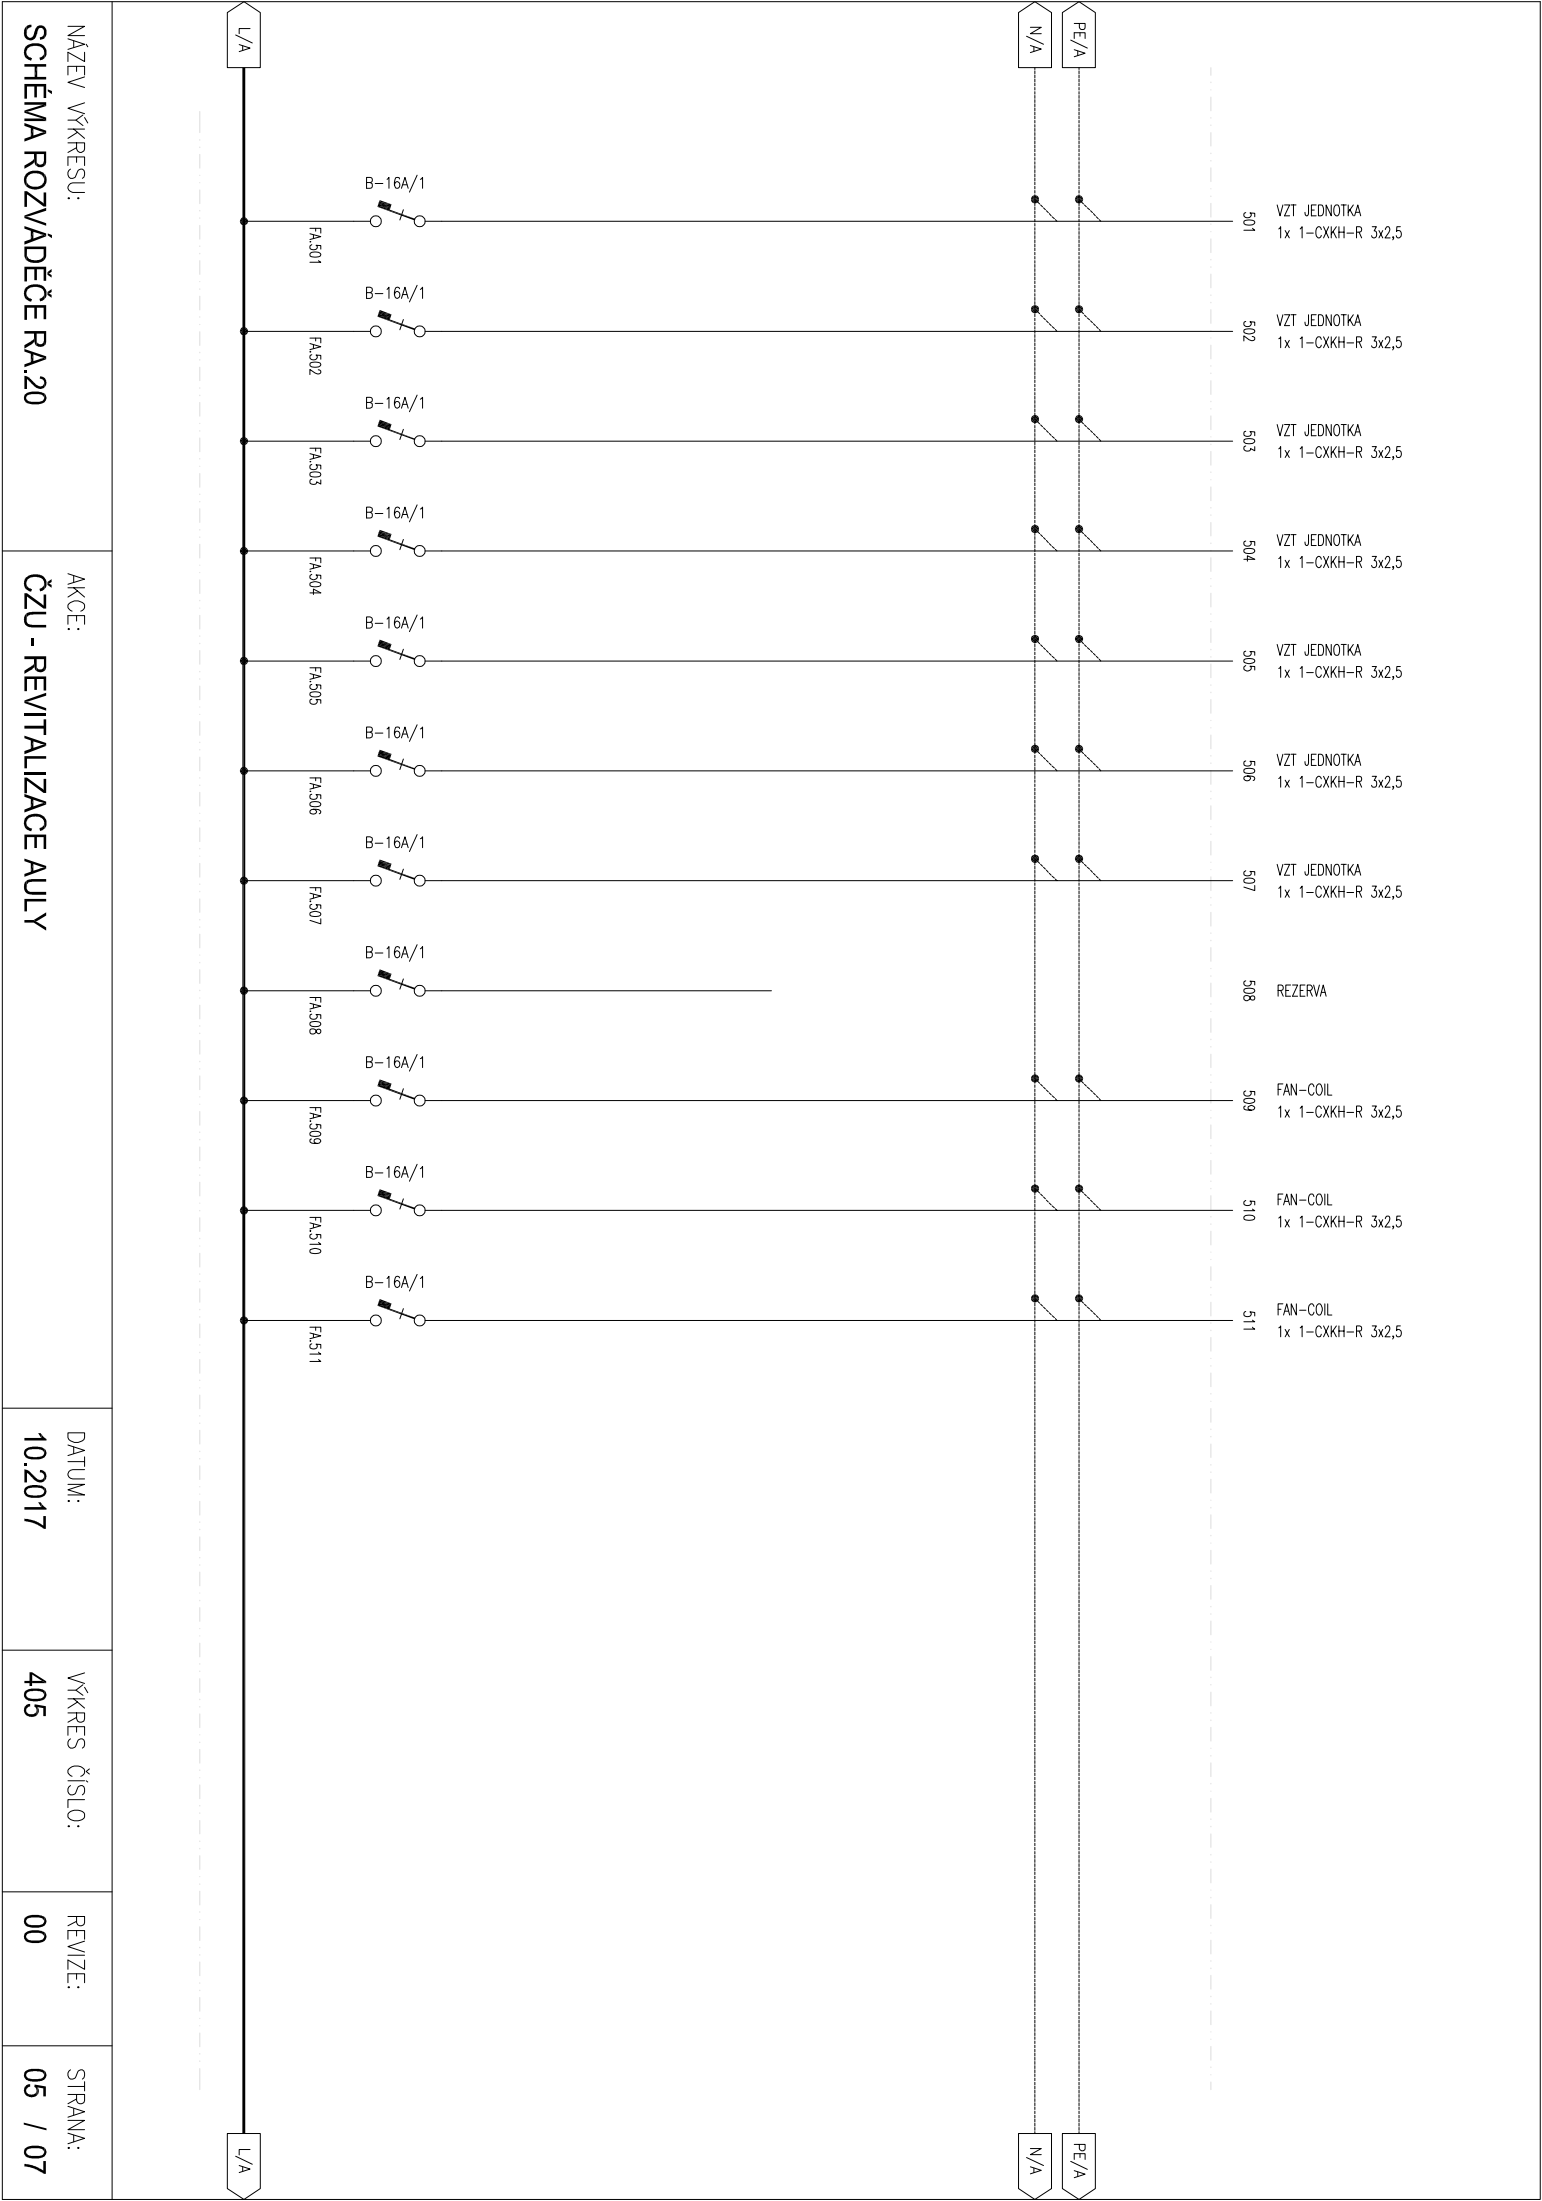 L/A
N/A
PE/A
B-16A/1
FA.501
501
VZT JEDNOTKA
1x 1-CXKH-R 3x2,5
B-16A/1
FA.502
502
VZT JEDNOTKA
1x 1-CXKH-R 3x2,5
B-16A/1
FA.503
503
VZT JEDNOTKA
1x 1-CXKH-R 3x2,5
B-16A/1
FA.504
504
VZT JEDNOTKA
1x 1-CXKH-R 3x2,5
B-16A/1
FA.505
505
VZT JEDNOTKA
1x 1-CXKH-R 3x2,5
B-16A/1
FA.506
506
VZT JEDNOTKA
1x 1-CXKH-R 3x2,5
B-16A/1
FA.507
507
VZT JEDNOTKA
1x 1-CXKH-R 3x2,5
B-16A/1
FA.508
508
REZERVA
B-16A/1
FA.509
509
FAN-COIL
1x 1-CXKH-R 3x2,5
B-16A/1
FA.510
510
FAN-COIL
1x 1-CXKH-R 3x2,5
B-16A/1
FA.511
511
FAN-COIL
1x 1-CXKH-R 3x2,5
L/A
N/A
PE/A
NÁZEV VÝKRESU:
SCHÉMA ROZVÁDĚČE RA.20
AKCE:
ČZU - REVITALIZACE AULY
DATUM:
10.2017
VÝKRES ČÍSLO:
405
REVIZE:
00
STRANA:
05 / 07